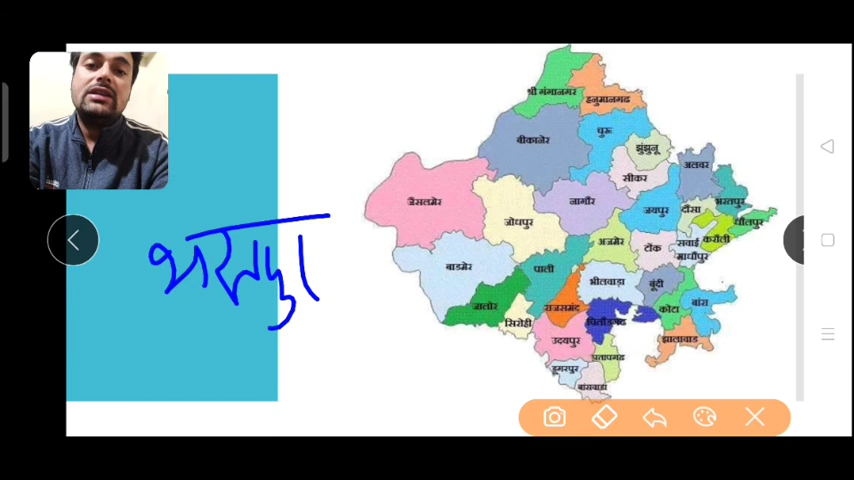 श्री गंगानगर
हनुमानगढ
चुरू
बीकानेर
झुंझुनू
अलवर
सीकर
जैसलमेर
नागौर
जयपुर
दौसा
भरतपुर
जोधपुर
धौलपुर
अजमेर
टोंक
सवाई
माधौपुर
करौली
बाडमेर
पाली
भीलवाड़ा
बूंदी
जालोर
राजसमंद
कोटा
बांरा
सिरोही
उदयपुर
झालावाड
प्रतापगढ
डूगरपुर
बांसवाडा